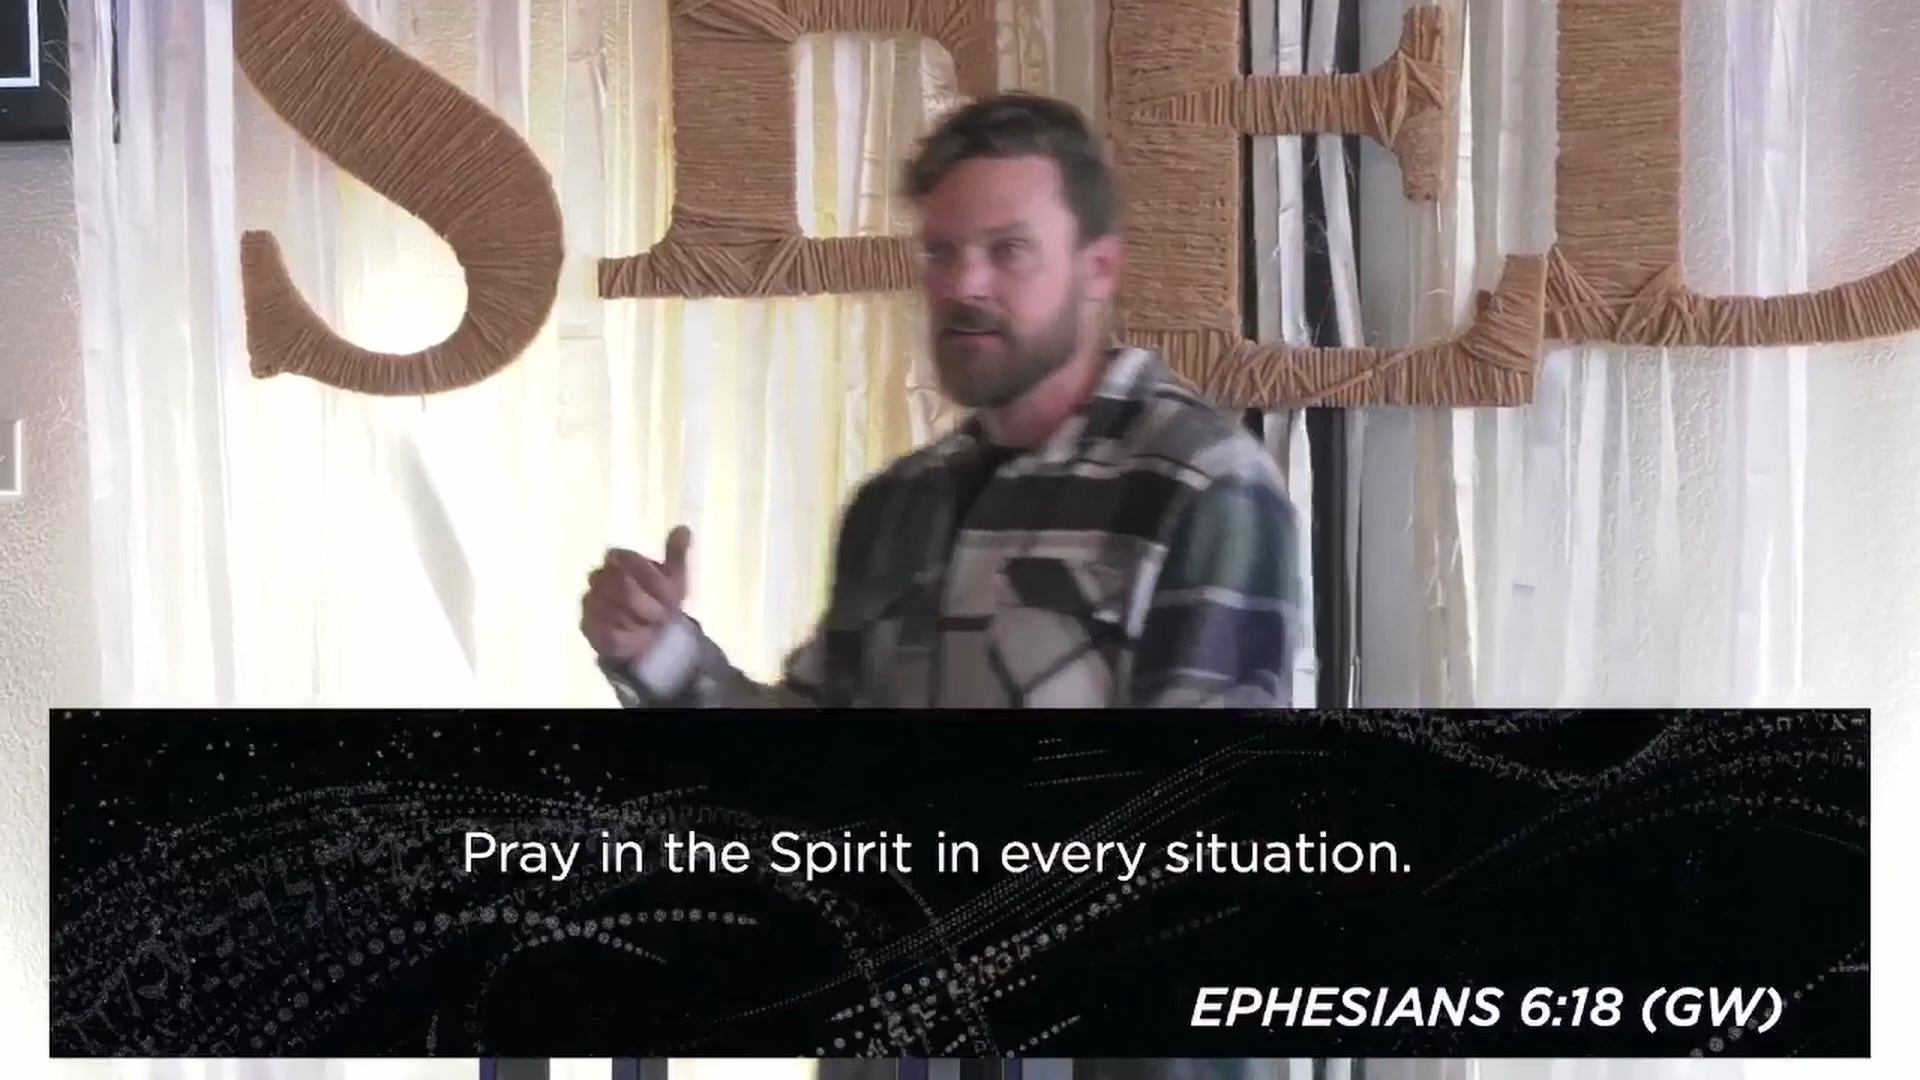 Pray in the Spirit in every situation.
EPHESIANS 6:18 (GW)